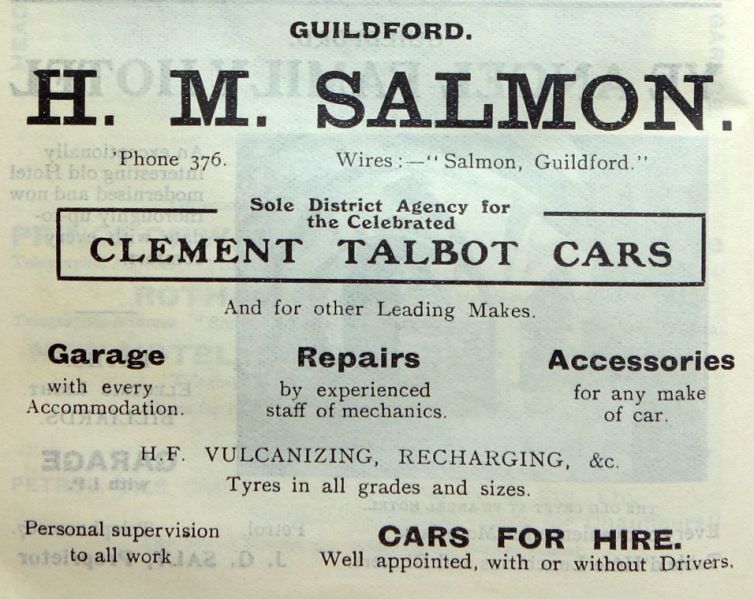 GUILDFORD.
H. M. SALMON.
'Phone 376. Wires:—"Salmon, Guildford."
Sole District Agency for
the Celebrated
CLEMENT TALBOT CARS
And for other Leading Makes.
Garage Repairs Accessories
with every by experienced for any make
Accommodation. staff of mechanics. of car.
H.F. VULCANIZING, RECHARGING, &c.
Tyres in all grades and sizes.
Personal supervision CARS FOR HIRE.
to all work Well appointed, with or without Drivers.